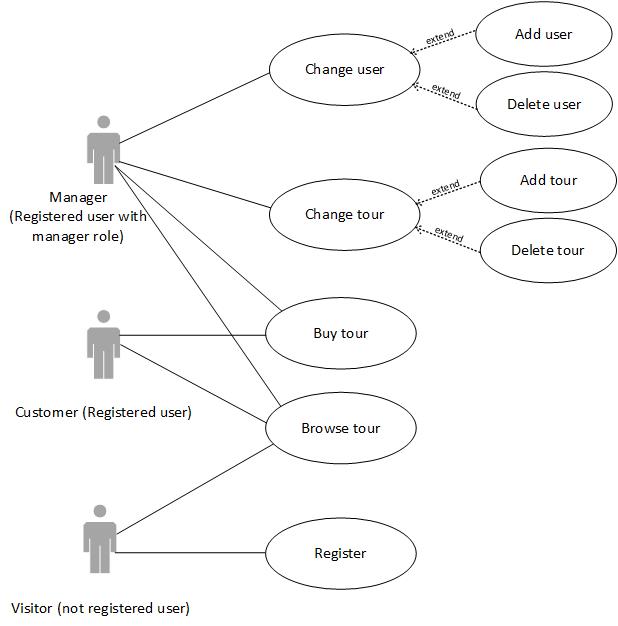 Add user
extend
Change user
extend
Delete user
Manager
(Registered user with
manager role)
Add tour
extend
Change tour
extend
Delete tour
Buy tour
Customer (Registered user)
Browse tour
Register
Visitor (not registered user)